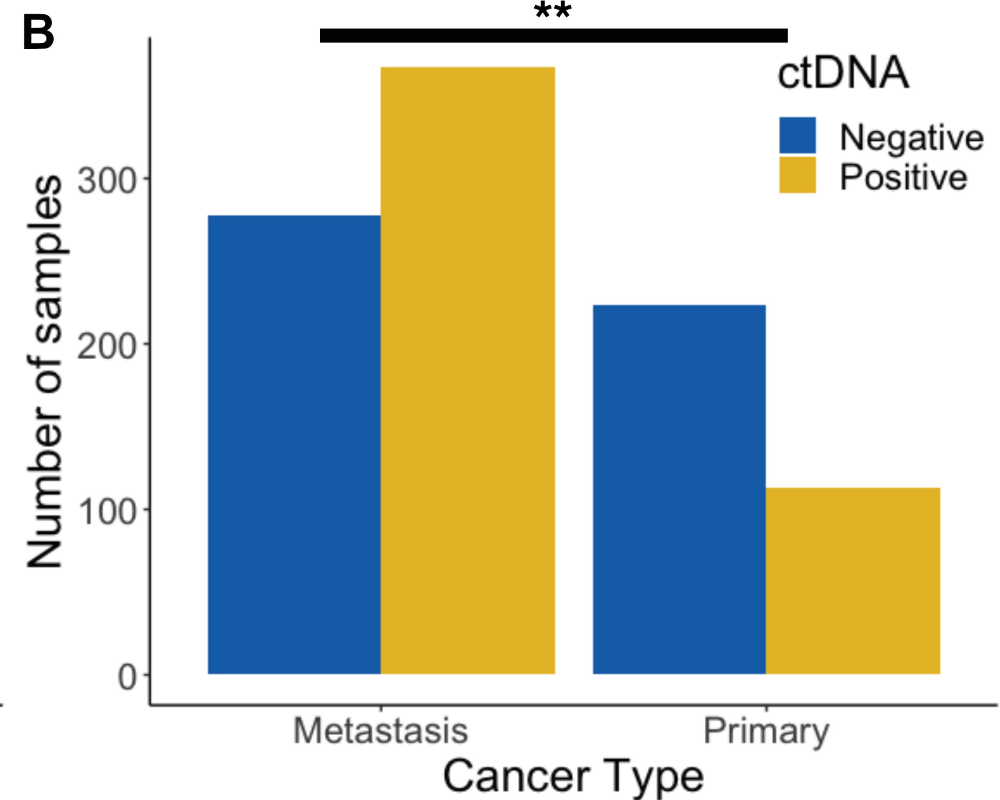 B
**
ctDNA
Negative
Positive
Number of samples
300
200
100
0
Metastasis
Primary
Cancer Type